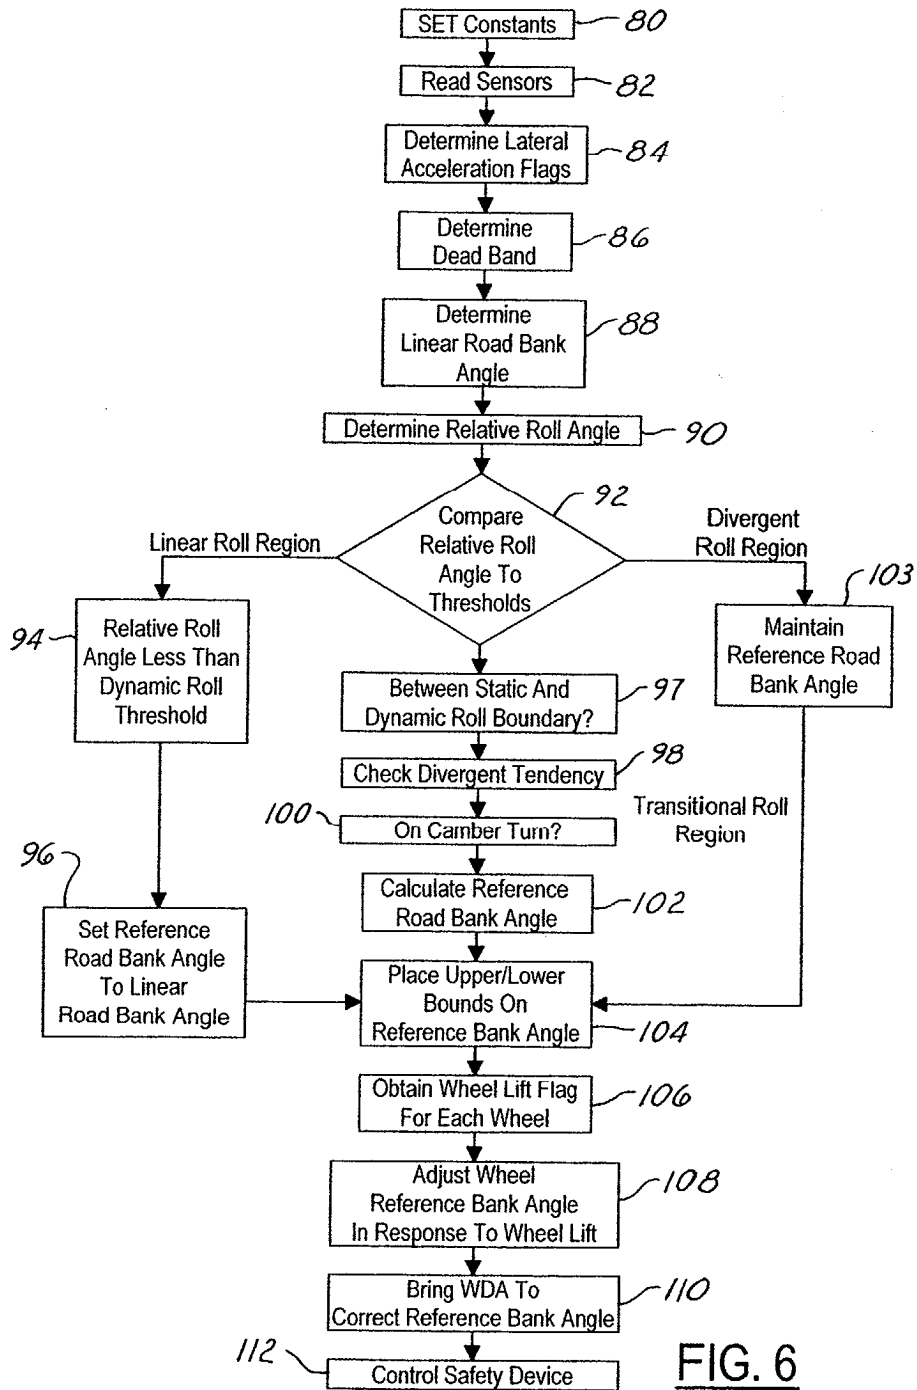 SET Constants
80
Read Sensors
82
Determine Lateral
Acceleration Flags
84
Determine
Dead Band
86
Determine
Linear Road Bank
Angle
88
Determine Relative Roll Angle
90
92
Compare
Relative Roll
Angle To
Thresholds
Linear Roll Region
Divergent
Roll Region
94
Relative Roll
Angle Less Than
Dynamic Roll
Threshold
103
Maintain
Reference Road
Bank Angle
Between Static And
Dynamic Roll Boundary?
97
Check Divergent Tendency
98
Transitional Roll
Region
100
On Camber Turn?
96
Set Reference
Road Bank Angle
To Linear
Road Bank Angle
Calculate Reference
Road Bank Angle
102
Place Upper/Lower
Bounds On
Reference Bank Angle
104
Obtain Wheel Lift Flag
For Each Wheel
106
Adjust Wheel
Reference Bank Angle
In Response To Wheel Lift
108
Bring WDA To
Correct Reference Bank Angle
110
112
Control Safety Device
FIG. 6